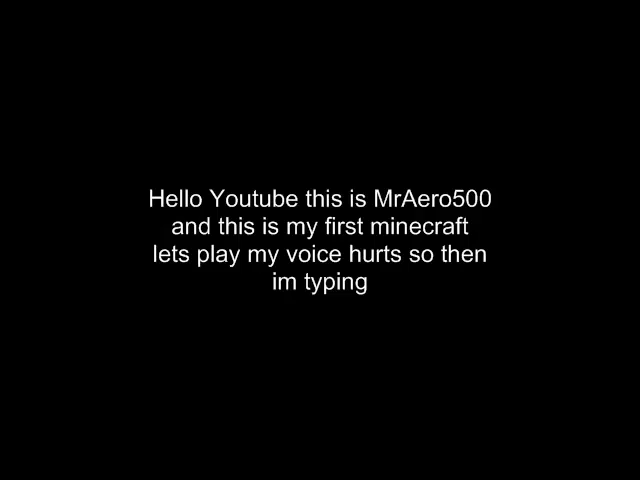 Hello Youtube this is MrAero500
and this is my first minecraft
lets play my voice hurts so then
im typing